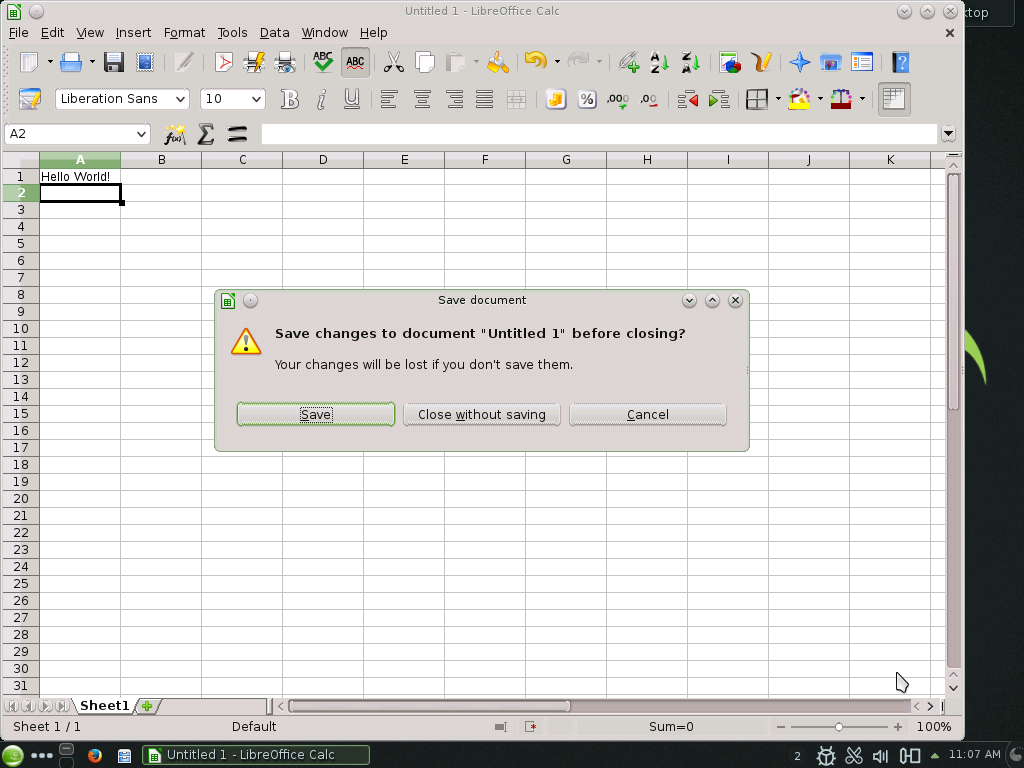 Untitled 1 - LibreOffice Calc
ktop
File Edit View Insert Format Tools Data Window Help
ABC ABC
Liberation Sans 10
A2
A B C D E F G H I J K
1 Hello World!
2
3
4
5
6
7
8
9
10
11
12
13
14
15
16
17
18
19
20
21
22
23
24
25
26
27
28
29
30
31
Save document
Save changes to document "Untitled 1" before closing?
Your changes will be lost if you don't save them.
Save Close without saving Cancel
Sheet1
Sheet 1 / 1 Default Sum=0 100%
Untitled 1 - LibreOffice Calc 2 11:07 AM